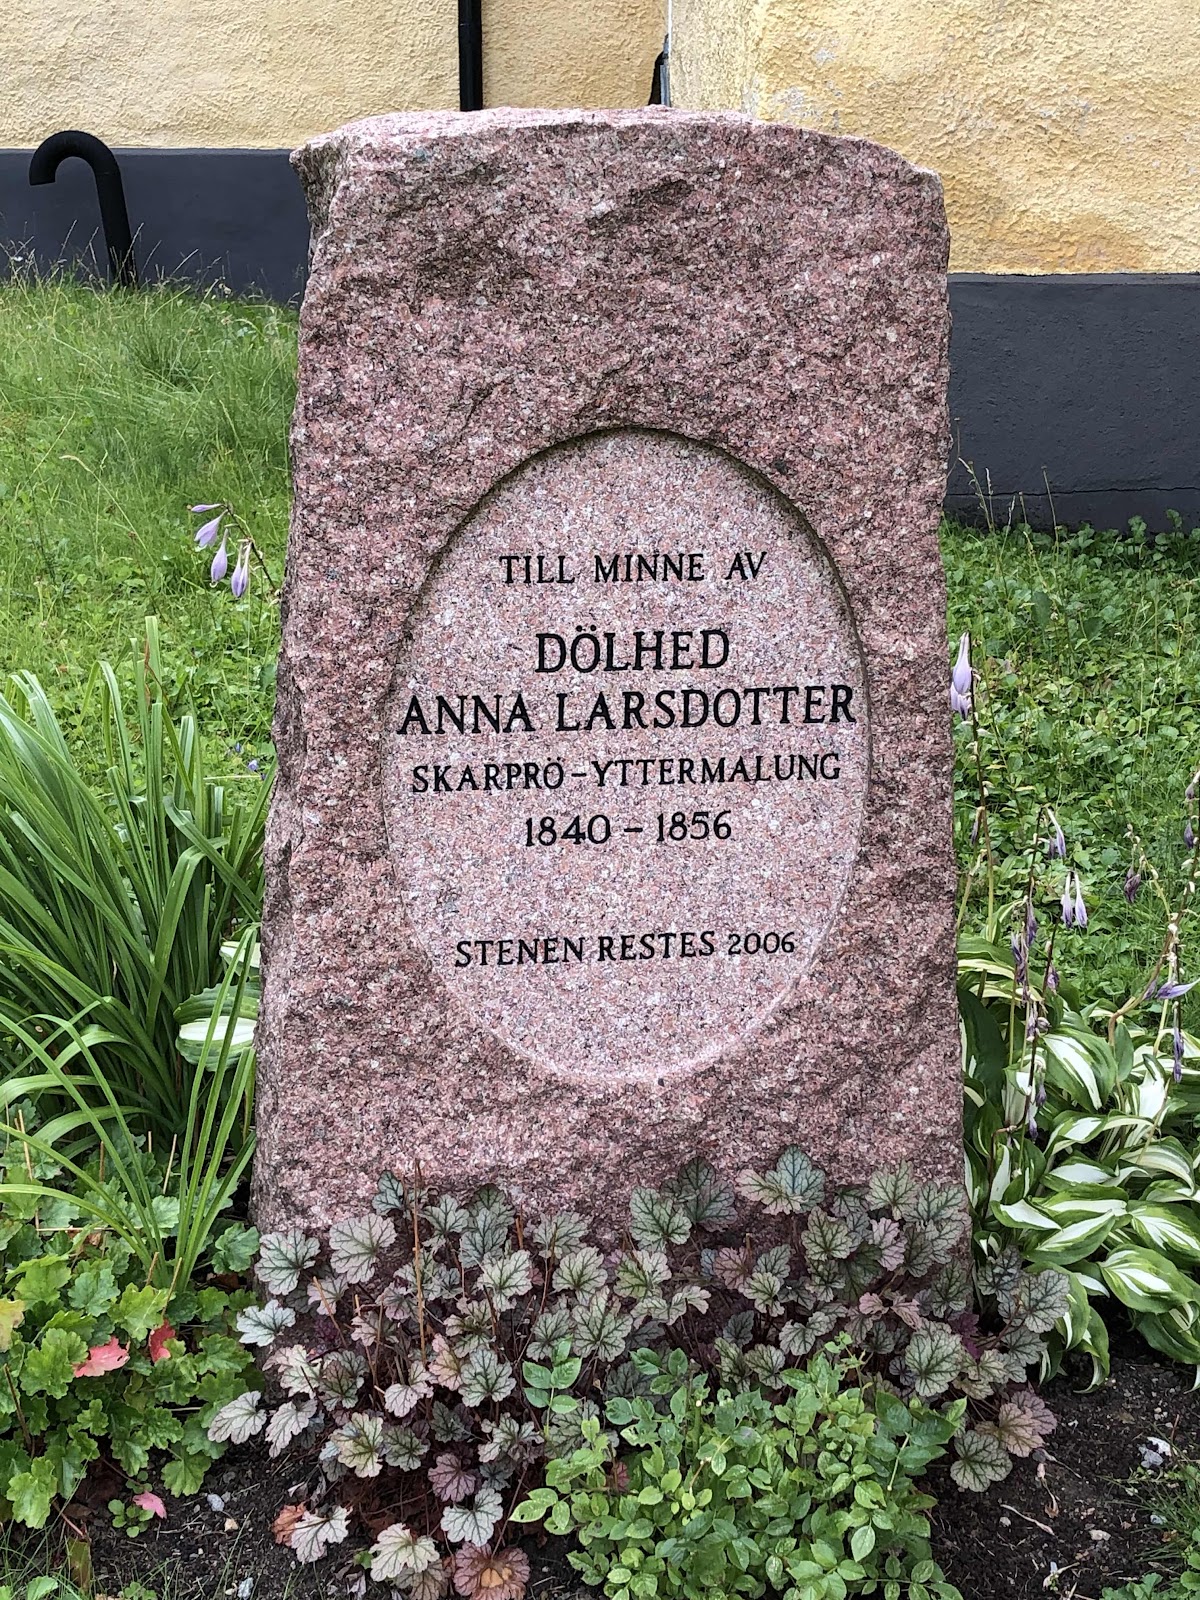 TILL MINNE AV
DÖLHED
ANNA LARSDOTTER
SKARPRÖ-YTTERMALUNG
1840 – 1856
STENEN RESTES 2006